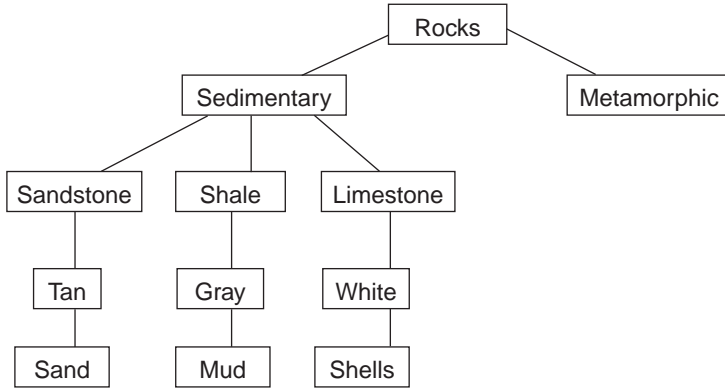 Rocks
Sedimentary Metamorphic
Sandstone Shale Limestone
Tan Gray White
Sand Mud Shells